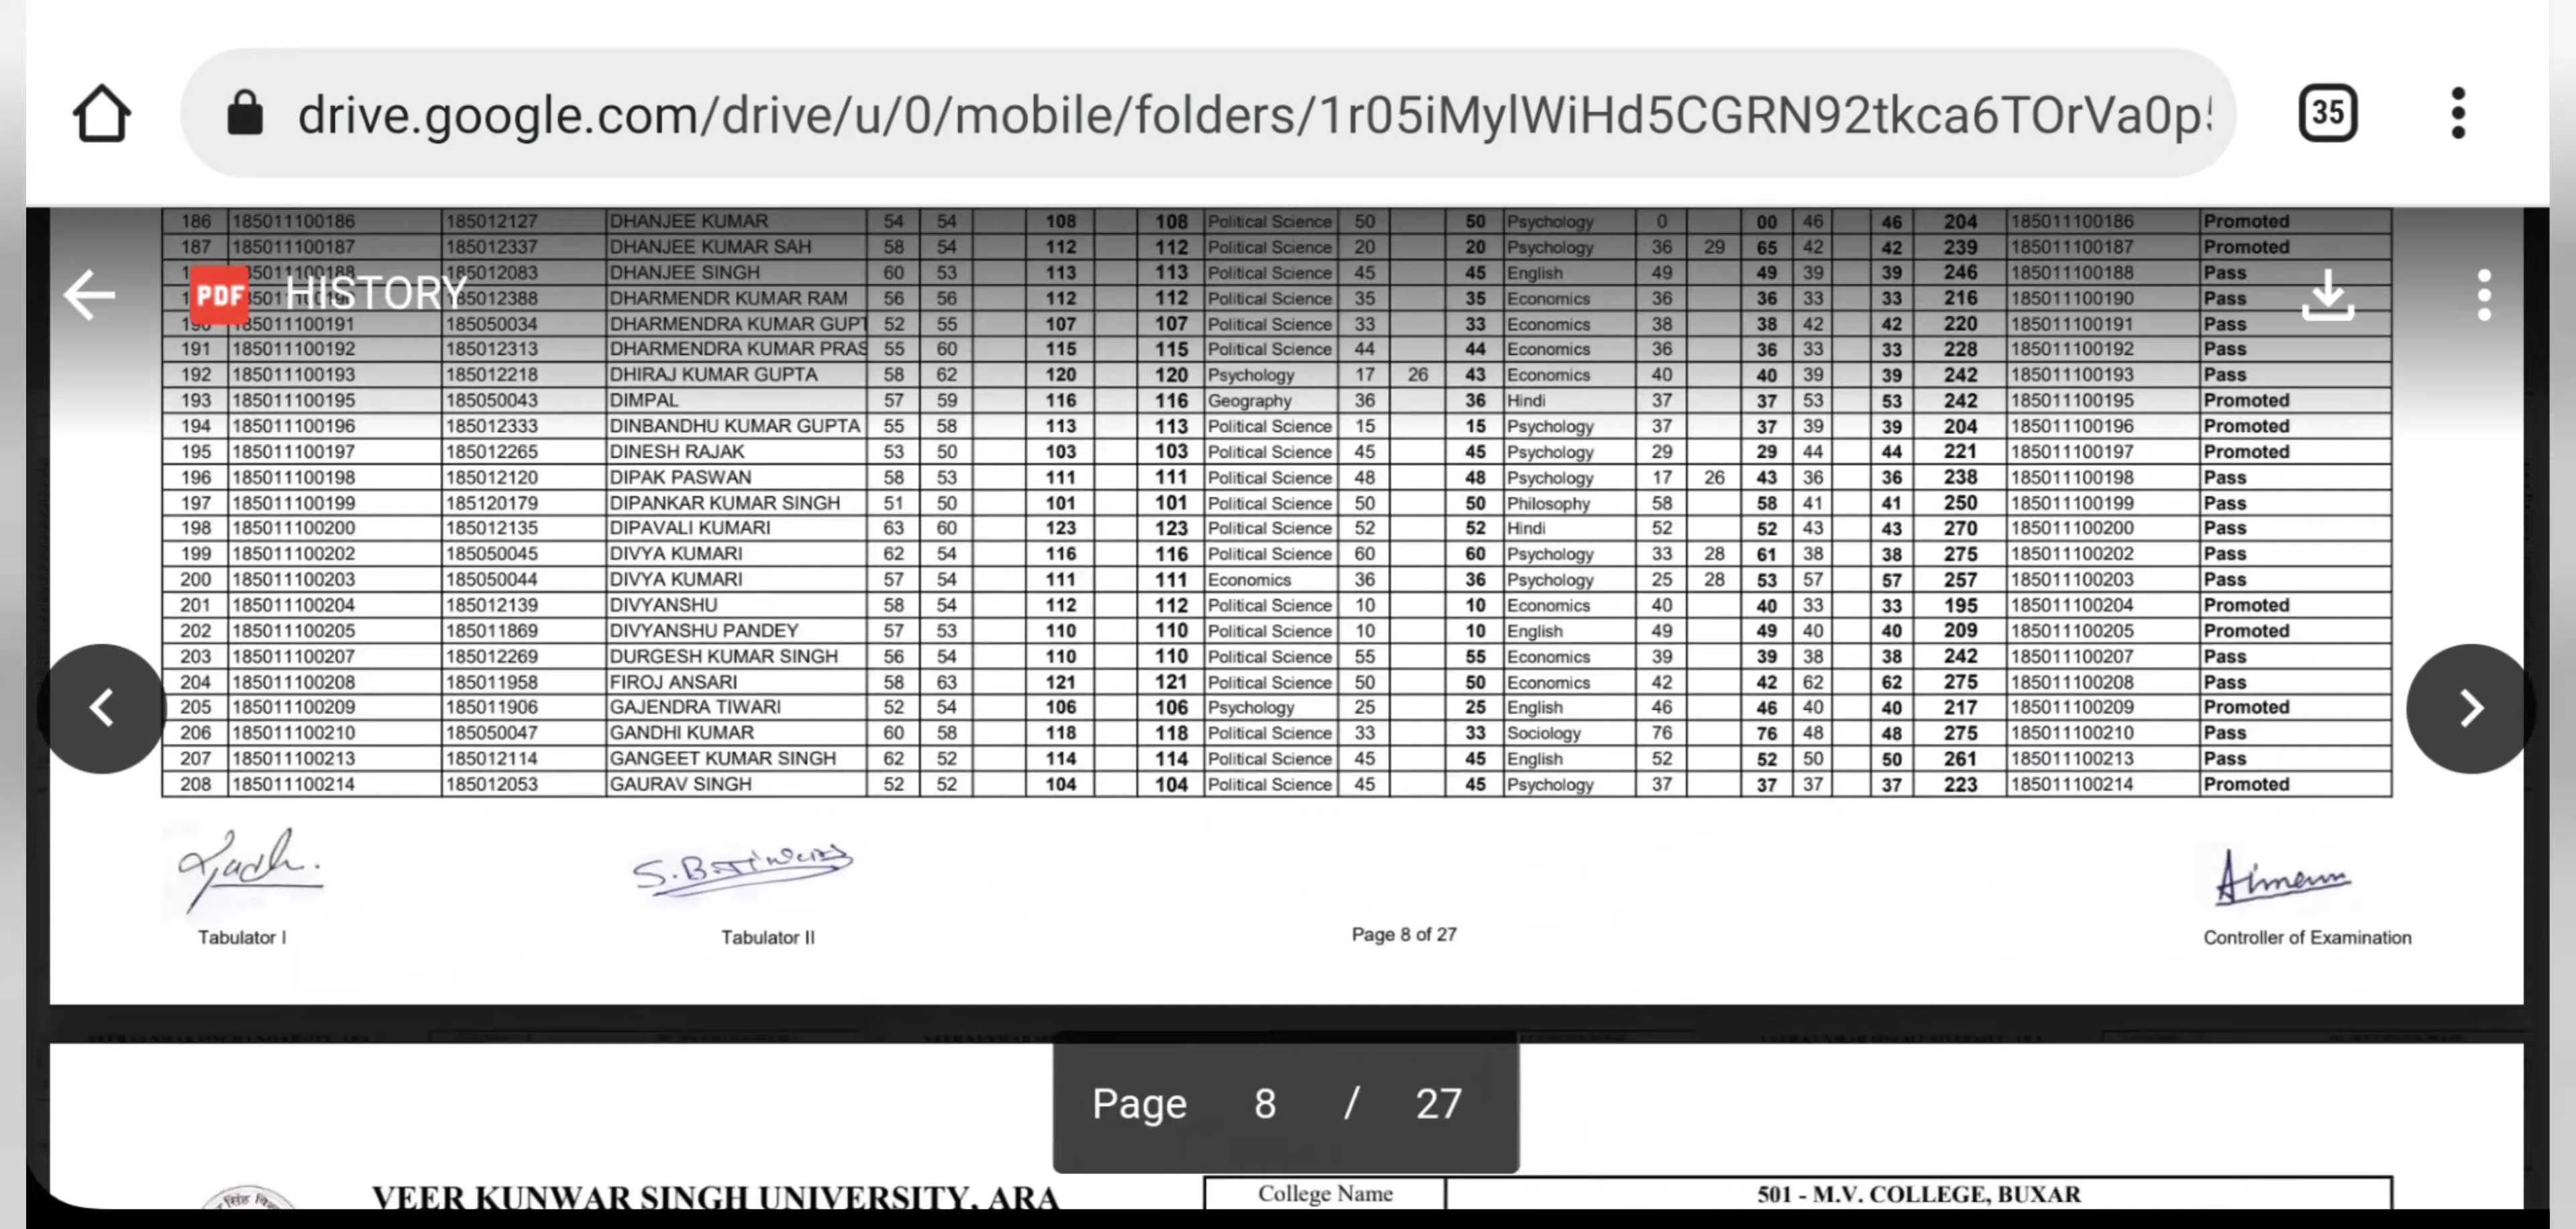 drive.google.com/drive/u/0/mobile/folders/1r05iMylWiHd5CGRN92tkca6TOrVa0p
35
186 185011100186 185012127 DHANJEE KUMAR 54 54 108 108 Political Science 50 50 Psychology 0 00 46 46 204 185011100186 Promoted
187 185011100187 185012337 DHANJEE KUMAR SAH 58 54 112 112 Political Science 20 20 Psychology 36 29 65 42 42 239 185011100187 Promoted
185012083 DHANJEE SINGH 60 53 113 113 Political Science 45 45 English 49 49 39 39 246 185011100188 Pass
PDF HISTORY
185012388 DHARMENDR KUMAR RAM 56 56 112 112 Political Science 35 35 Economics 36 36 33 33 216 185011100190 Pass
190 185011100191 185050034 DHARMENDRA KUMAR GUPT 52 55 107 107 Political Science 33 33 Economics 38 38 42 42 220 185011100191 Pass
191 185011100192 185012313 DHARMENDRA KUMAR PRAS 55 60 115 115 Political Science 44 44 Economics 36 36 33 33 228 185011100192 Pass
192 185011100193 185012218 DHIRAJ KUMAR GUPTA 58 62 120 120 Psychology 17 26 43 Economics 40 40 39 39 242 185011100193 Pass
193 185011100195 185050043 DIMPAL 57 59 116 116 Geography 36 36 Hindi 37 37 53 53 242 185011100195 Promoted
194 185011100196 185012333 DINBANDHU KUMAR GUPTA 55 58 113 113 Political Science 15 15 Psychology 37 37 39 39 204 185011100196 Promoted
195 185011100197 185012265 DINESH RAJAK 53 50 103 103 Political Science 45 45 Psychology 29 29 44 44 221 185011100197 Promoted
196 185011100198 185012120 DIPAK PASWAN 58 53 111 111 Political Science 48 48 Psychology 17 26 43 36 36 238 185011100198 Pass
197 185011100199 185120179 DIPANKAR KUMAR SINGH 51 50 101 101 Political Science 50 50 Philosophy 58 58 41 41 250 185011100199 Pass
198 185011100200 185012135 DIPAVALI KUMARI 63 60 123 123 Political Science 52 52 Hindi 52 52 43 43 270 185011100200 Pass
199 185011100202 185050045 DIVYA KUMARI 62 54 116 116 Political Science 60 60 Psychology 33 28 61 38 38 275 185011100202 Pass
200 185011100203 185050044 DIVYA KUMARI 57 54 111 111 Economics 36 36 Psychology 25 28 53 57 57 257 185011100203 Pass
201 185011100204 185012139 DIVYANSHU 58 54 112 112 Political Science 10 10 Economics 40 40 33 33 195 185011100204 Promoted
202 185011100205 185011869 DIVYANSHU PANDEY 57 53 110 110 Political Science 10 10 English 49 49 40 40 209 185011100205 Promoted
203 185011100207 185012269 DURGESH KUMAR SINGH 56 54 110 110 Political Science 55 55 Economics 39 39 38 38 242 185011100207 Pass
204 185011100208 185011958 FIROJ ANSARI 58 63 121 121 Political Science 50 50 Economics 42 42 62 62 275 185011100208 Pass
205 185011100209 185011906 GAJENDRA TIWARI 52 54 106 106 Psychology 25 25 English 46 46 40 40 217 185011100209 Promoted
206 185011100210 185050047 GANDHI KUMAR 60 58 118 118 Political Science 33 33 Sociology 76 76 48 48 275 185011100210 Pass
207 185011100213 185012114 GANGEET KUMAR SINGH 62 52 114 114 Political Science 45 45 English 52 52 50 50 261 185011100213 Pass
208 185011100214 185012053 GAURAV SINGH 52 52 104 104 Political Science 45 45 Psychology 37 37 37 37 223 185011100214 Promoted
Tabulator I Tabulator II Page 8 of 27 Controller of Examination
Page 8 / 27
VEER KUNWAR SINGH UNIVERSITY, ARA College Name 501 - M.V. COLLEGE, BUXAR